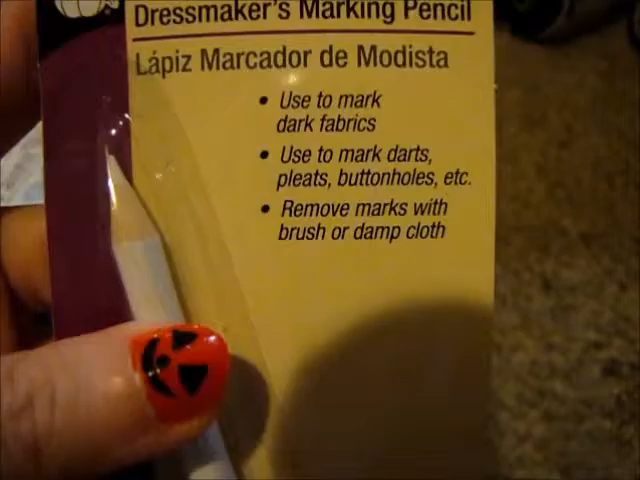 Dressmaker's Marking Pencil
Lápiz Marcador de Modista
• Use to mark
dark fabrics
• Use to mark darts,
pleats, buttonholes, etc.
• Remove marks with
brush or damp cloth